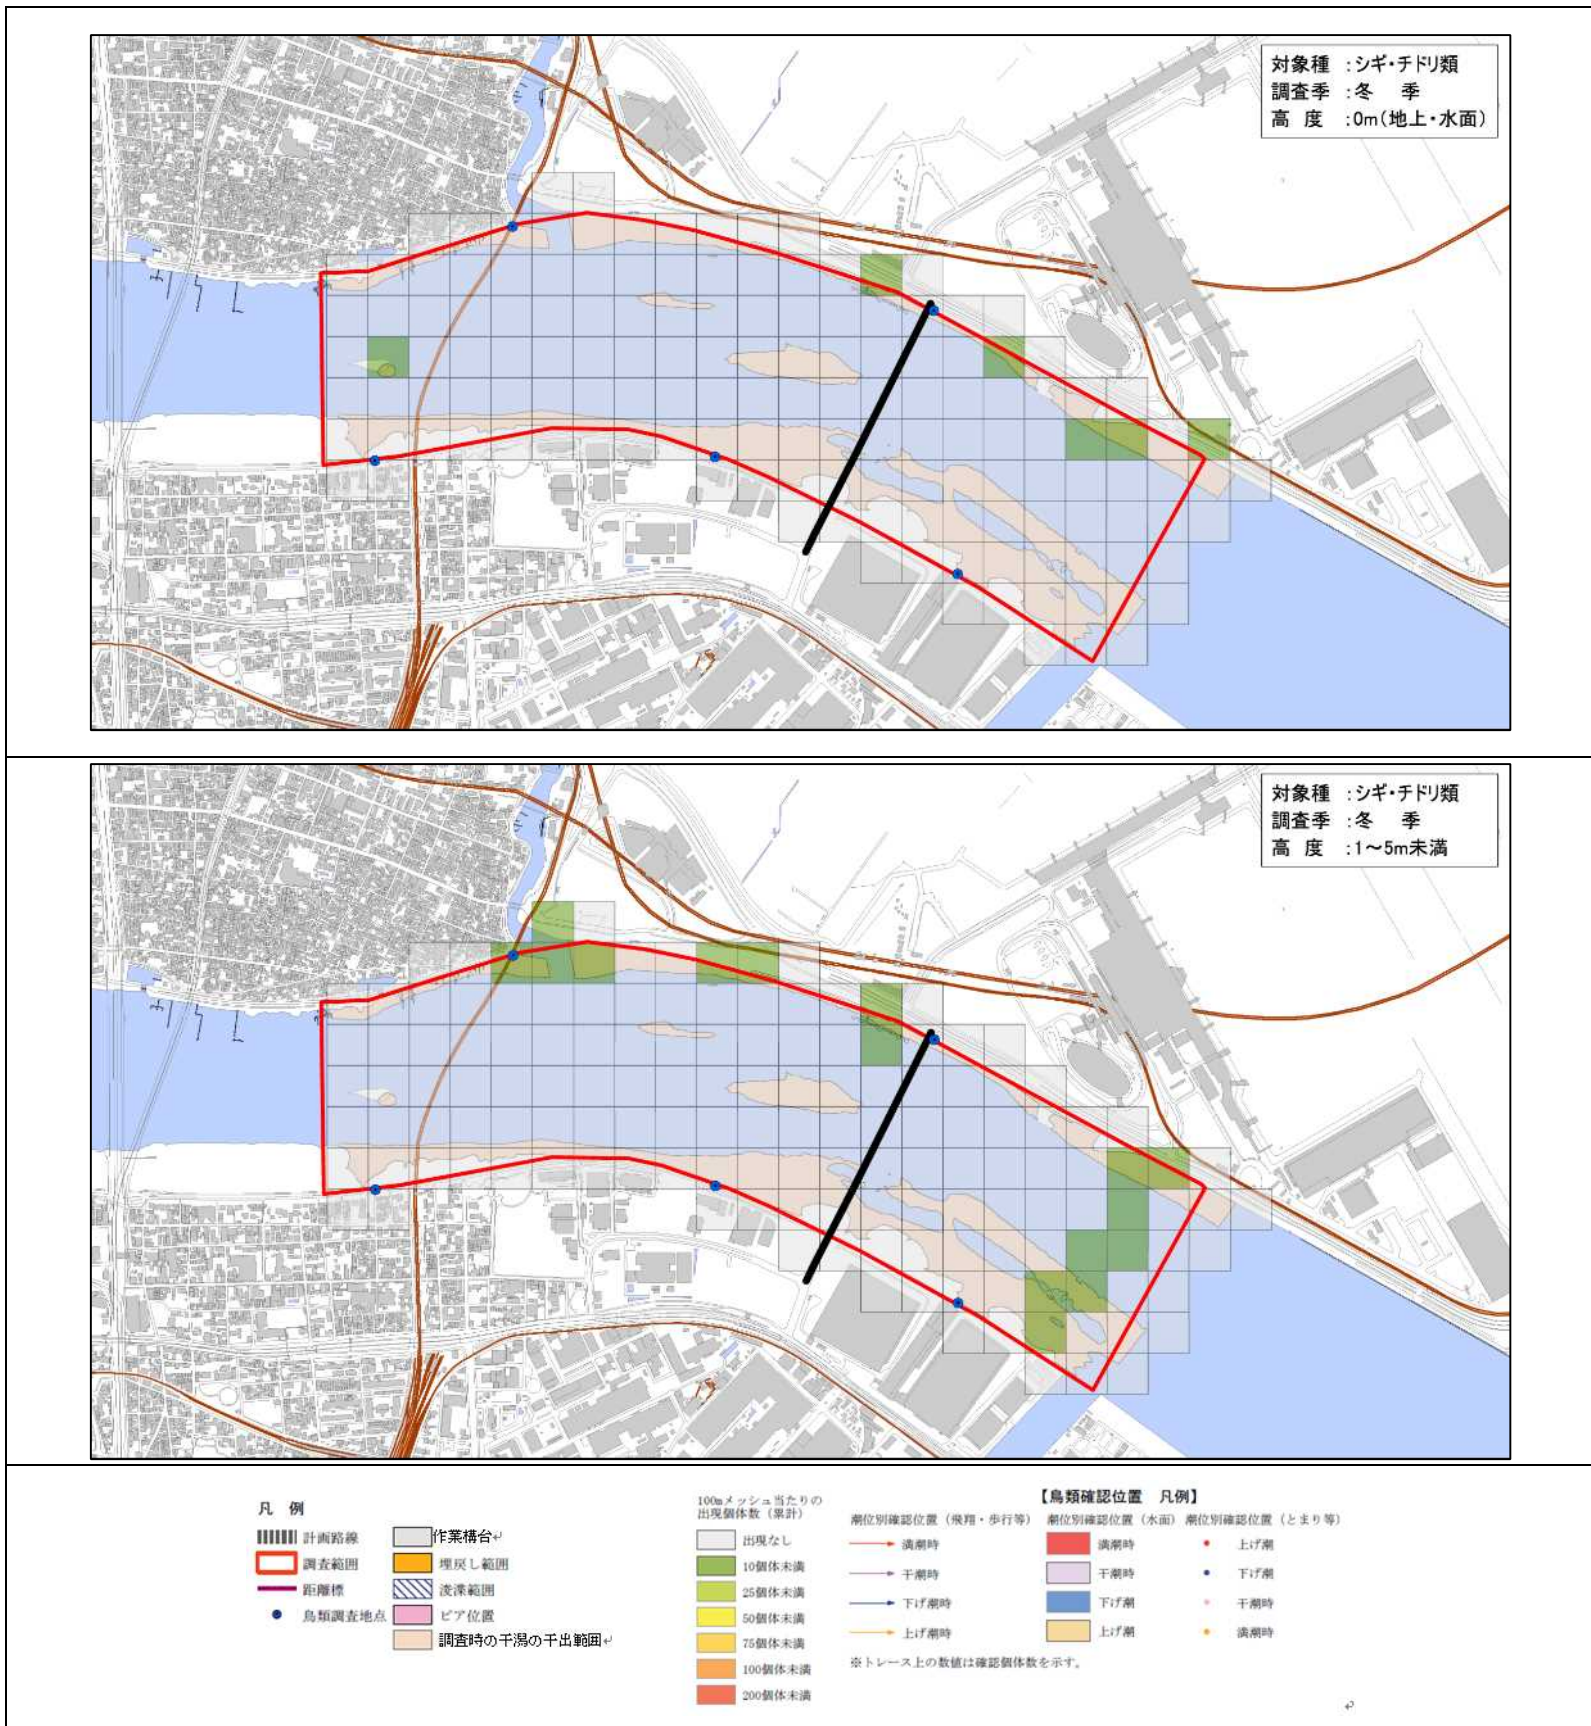 対象種 :シギ・チドリ類
調査季 :冬 季
高 度 :0m(地上・水面)
対象種 :シギ・チドリ類
調査季 :冬 季
高 度 :1～5m未満
凡 例
計画路線
調査範囲
距離標
鳥類調査地点
作業構台
埋戻し範囲
浚渫範囲
ピア位置
調査時の干潟の干出範囲
100mメッシュ当たりの
出現個体数(累計)
出現なし
10個体未満
25個体未満
50個体未満
75個体未満
100個体未満
200個体未満
【鳥類確認位置 凡例】
潮位別確認位置(飛翔・歩行等)
満潮時
干潮時
下げ潮時
上げ潮時
潮位別確認位置(水面)
満潮時
干潮時
下げ潮
上げ潮
潮位別確認位置(とまり等)
上げ潮
下げ潮
干潮時
満潮時
※トレース上の数値は確認個体数を示す。